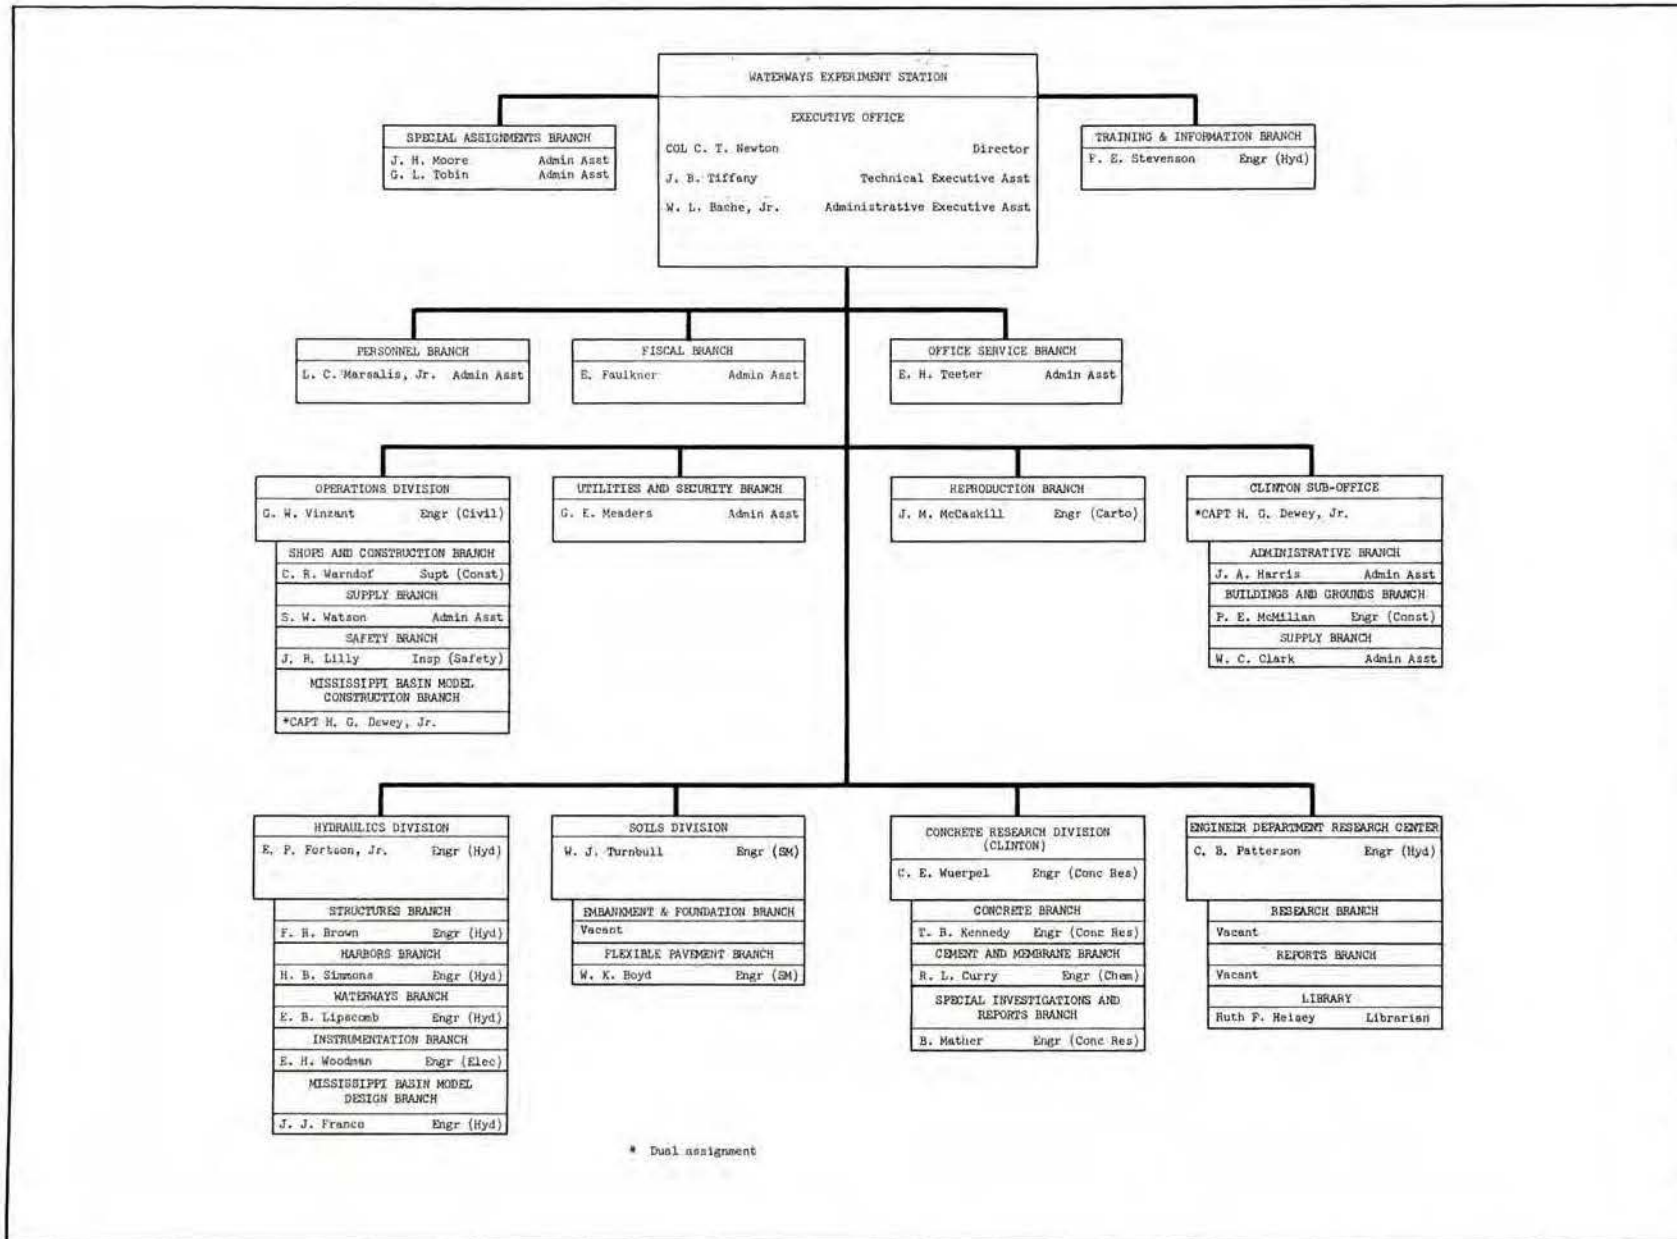 WATERWAYS EXPERIMENT STATION
EXECUTIVE OFFICE
COL C. T. Newton Director
J. B. Tiffany Technical Executive Asst
W. L. Bache, Jr. Administrative Executive Asst
SPECIAL ASSIGNMENTS BRANCH
J. H. Moore Admin Asst
G. L. Tobin Admin Asst
TRAINING & INFORMATION BRANCH
F. E. Stevenson Engr (Hyd)
PERSONNEL BRANCH
L. C. Marsalis, Jr. Admin Asst
FISCAL BRANCH
E. Faulkner Admin Asst
OFFICE SERVICE BRANCH
E. H. Teeter Admin Asst
OPERATIONS DIVISION
G. W. Vinzant Engr (Civil)
SHOPS AND CONSTRUCTION BRANCH
C. R. Warndof Supt (Const)
SUPPLY BRANCH
S. W. Watson Admin Asst
SAFETY BRANCH
J. R. Lilly Insp (Safety)
MISSISSIPPI BASIN MODEL
CONSTRUCTION BRANCH
*CAPT H. G. Dewey, Jr.
UTILITIES AND SECURITY BRANCH
G. E. Meaders Admin Asst
REPRODUCTION BRANCH
J. M. McCaskill Engr (Carto)
CLINTON SUB-OFFICE
*CAPT H. G. Dewey, Jr.
ADMINISTRATIVE BRANCH
J. A. Harris Admin Asst
BUILDINGS AND GROUNDS BRANCH
P. E. McMillan Engr (Const)
SUPPLY BRANCH
W. C. Clark Admin Asst
HYDRAULICS DIVISION
E. P. Fortson, Jr. Engr (Hyd)
STRUCTURES BRANCH
F. R. Brown Engr (Hyd)
HARBORS BRANCH
H. B. Simmons Engr (Hyd)
WATERWAYS BRANCH
E. B. Lipscomb Engr (Hyd)
INSTRUMENTATION BRANCH
E. H. Woodman Engr (Elec)
MISSISSIPPI BASIN MODEL
DESIGN BRANCH
J. J. Franco Engr (Hyd)
SOILS DIVISION
W. J. Turnbull Engr (SM)
EMBANKMENT & FOUNDATION BRANCH
Vacant
FLEXIBLE PAVEMENT BRANCH
W. K. Boyd Engr (SM)
CONCRETE RESEARCH DIVISION
(CLINTON)
C. E. Wuerpel Engr (Conc Res)
CONCRETE BRANCH
T. B. Kennedy Engr (Conc Res)
CEMENT AND MEMBRANE BRANCH
R. L. Curry Engr (Chem)
SPECIAL INVESTIGATIONS AND
REPORTS BRANCH
B. Mather Engr (Conc Res)
ENGINEER DEPARTMENT RESEARCH CENTER
C. B. Patterson Engr (Hyd)
RESEARCH BRANCH
Vacant
REPORTS BRANCH
Vacant
LIBRARY
Ruth F. Heisey Librarian
* Dual assignment